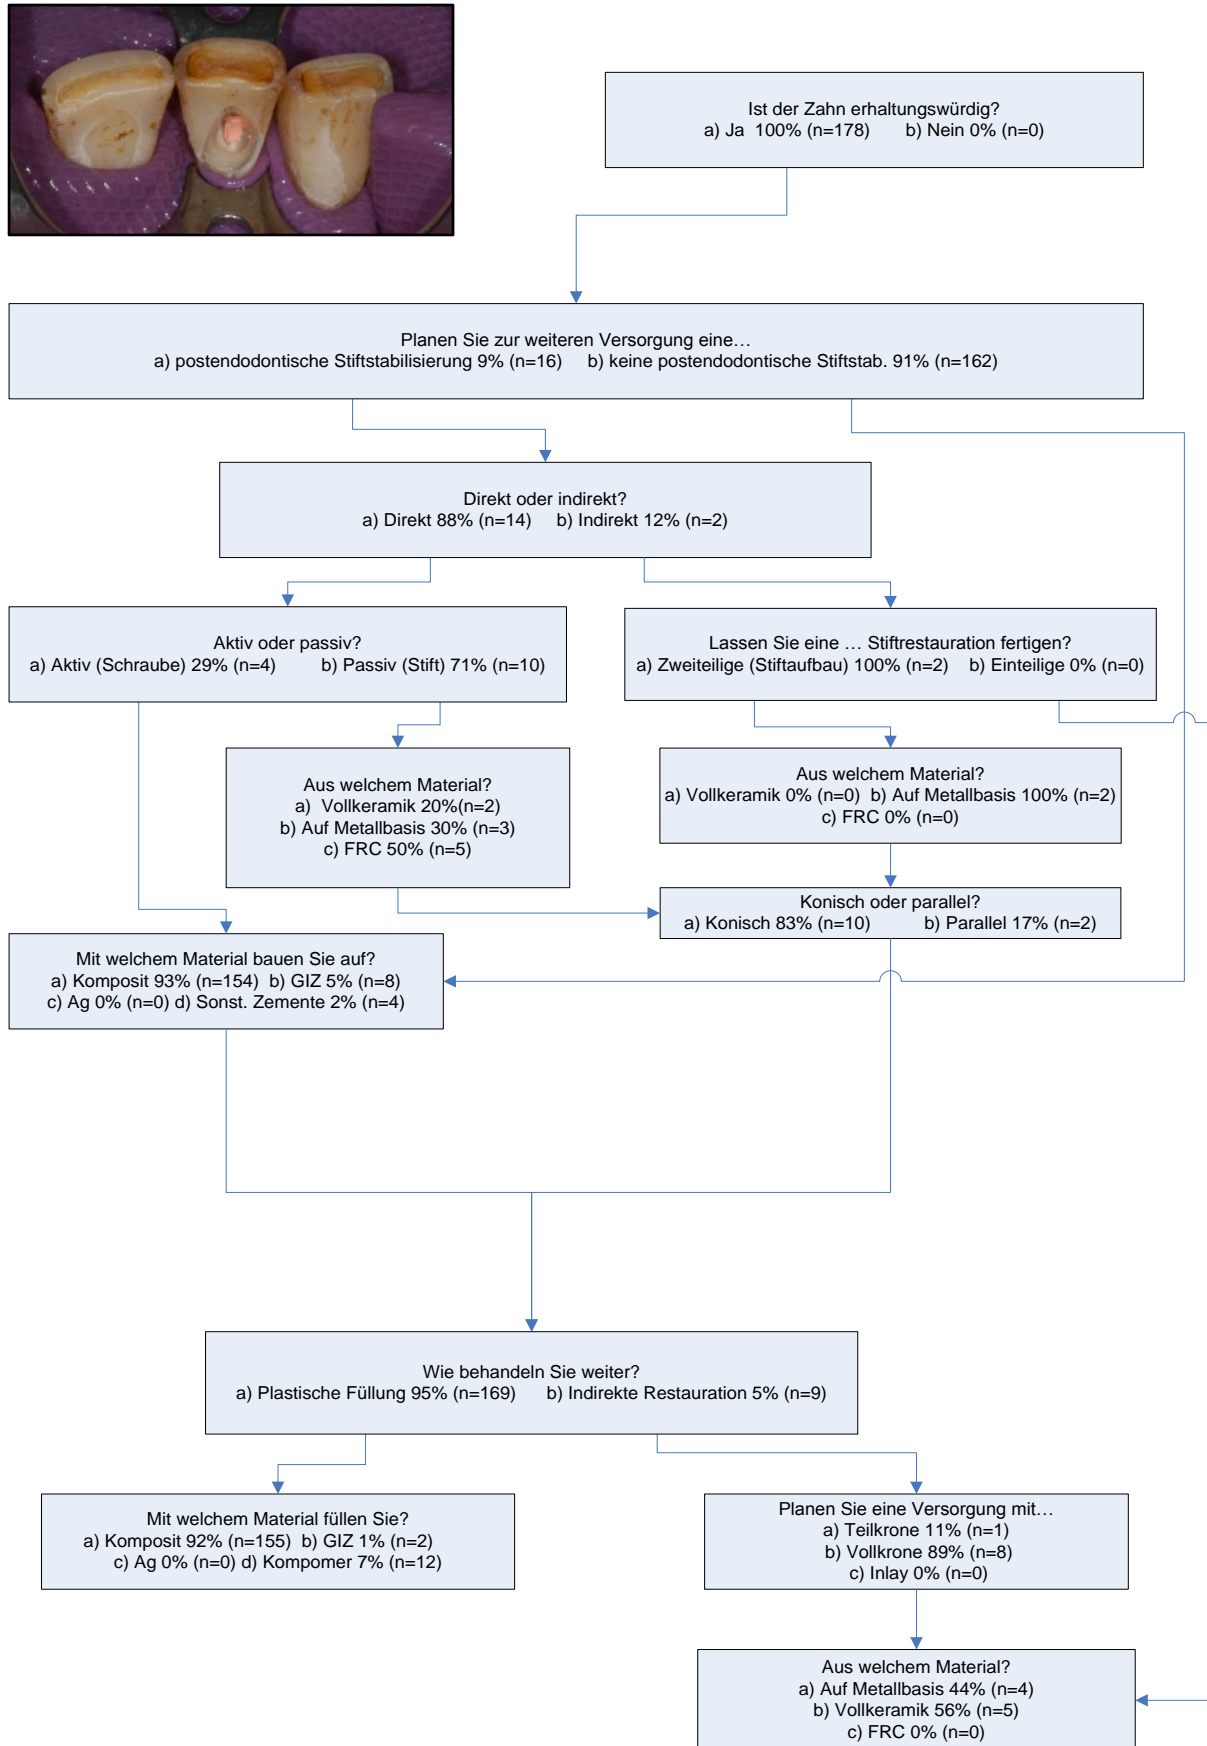 Ist der Zahn erhaltungswürdig?
a) Ja  100% (n=178)  b) Nein 0% (n=0)
Planen Sie zur weiteren Versorgung eine…
a) postendodontische Stiftstabilisierung 9% (n=16)  b) keine postendodontische Stiftstab. 91% (n=162)
Direkt oder indirekt?
a) Direkt 88% (n=14)  b) Indirekt 12% (n=2)
Aktiv oder passiv?
a) Aktiv (Schraube) 29% (n=4)  b) Passiv (Stift) 71% (n=10)
Lassen Sie eine … Stiftrestauration fertigen?
a) Zweiteilige (Stiftaufbau) 100% (n=2)  b) Einteilige 0% (n=0)
Aus welchem Material?
a)  Vollkeramik 20%(n=2)
b) Auf Metallbasis 30% (n=3)
c) FRC 50% (n=5)
Aus welchem Material?
a) Vollkeramik 0% (n=0)  b) Auf Metallbasis 100% (n=2)
c) FRC 0% (n=0)
Konisch oder parallel?
a) Konisch 83% (n=10)  b) Parallel 17% (n=2)
Mit welchem Material bauen Sie auf?
a) Komposit 93% (n=154)  b) GIZ 5% (n=8)
c) Ag 0% (n=0) d) Sonst. Zemente 2% (n=4)
Wie behandeln Sie weiter?
a) Plastische Füllung 95% (n=169)  b) Indirekte Restauration 5% (n=9)
Mit welchem Material füllen Sie?
a) Komposit 92% (n=155)  b) GIZ 1% (n=2)
c) Ag 0% (n=0) d) Kompomer 7% (n=12)
Planen Sie eine Versorgung mit…
a) Teilkrone 11% (n=1)
b) Vollkrone 89% (n=8)
c) Inlay 0% (n=0)
Aus welchem Material?
a) Auf Metallbasis 44% (n=4)
b) Vollkeramik 56% (n=5)
c) FRC 0% (n=0)